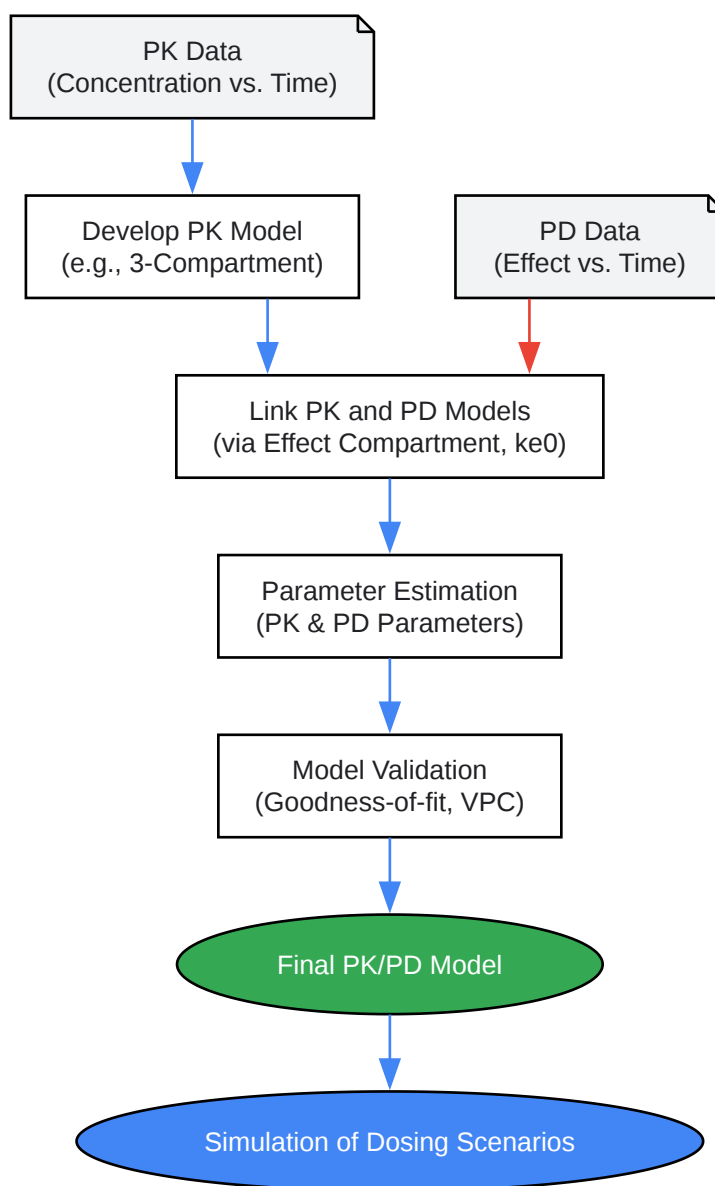 PK Data
(Concentration vs. Time)
Develop PK Model
(e.g., 3-Compartment)
PD Data
(Effect vs. Time)
Link PK and PD Models
(via Effect Compartment, ke0)
Parameter Estimation
(PK & PD Parameters)
Model Validation
(Goodness-of-fit, VPC)
Final PK/PD Model
Simulation of Dosing Scenarios